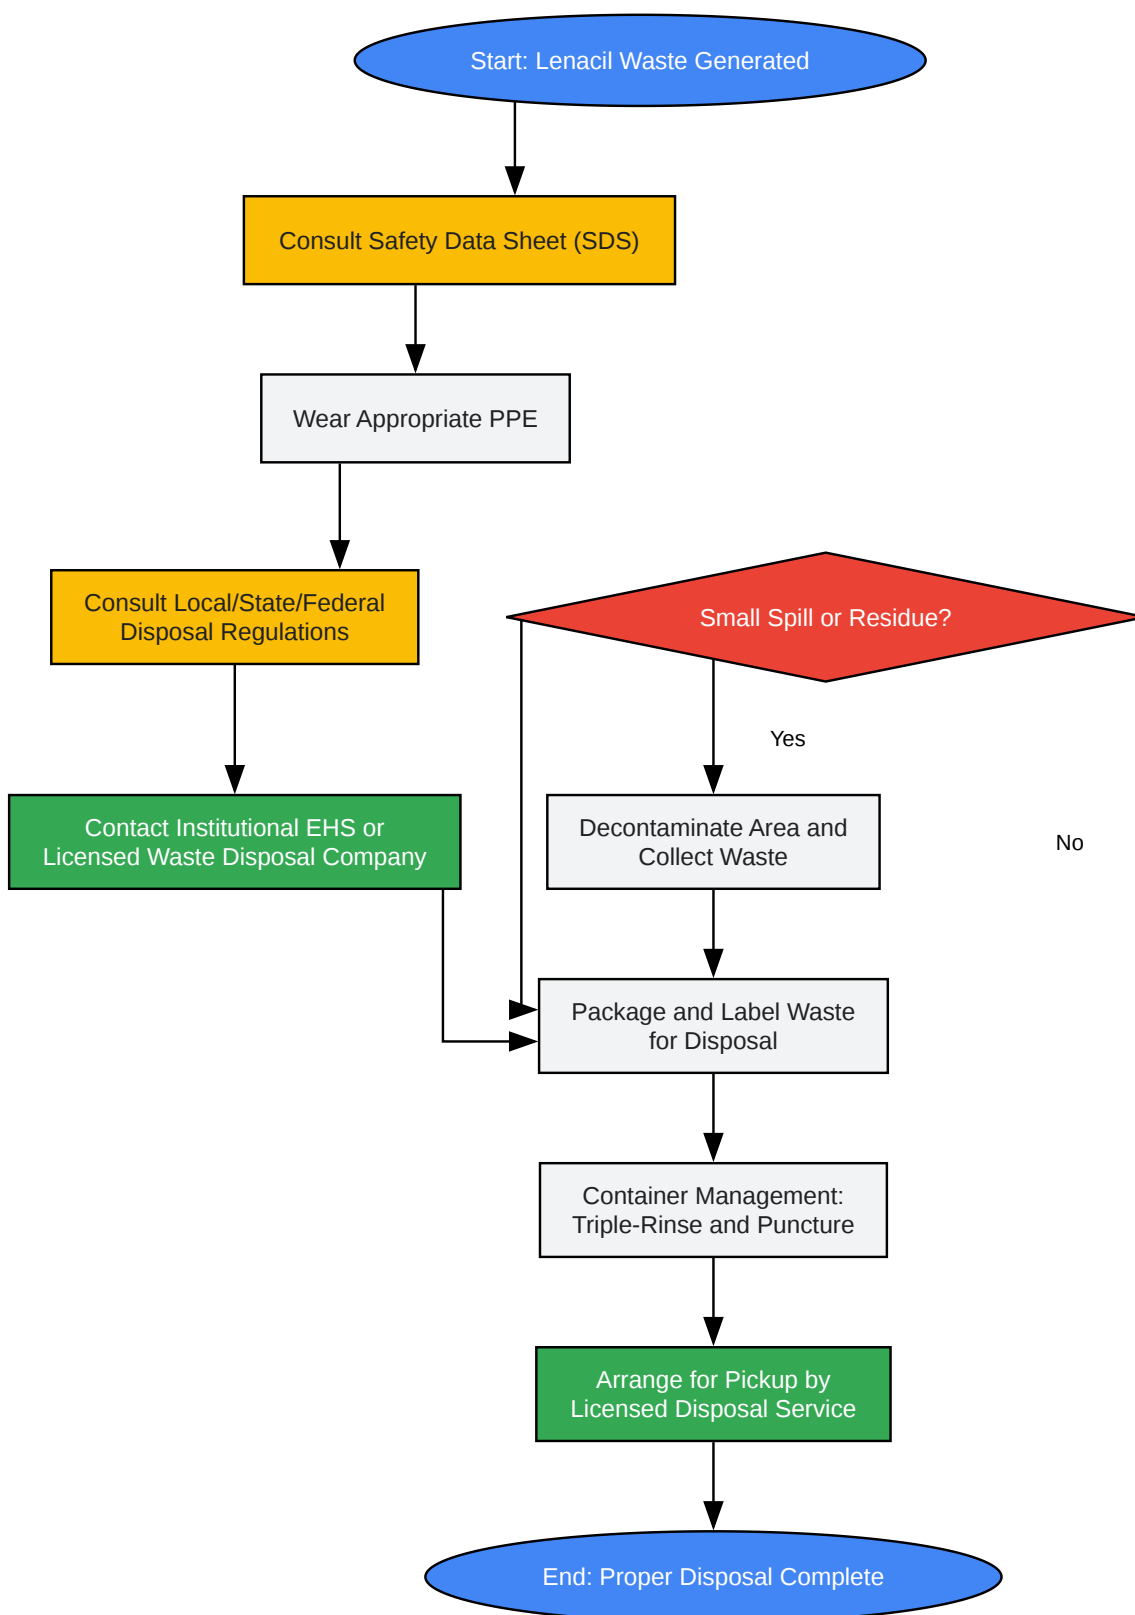 Start: Lenacil Waste Generated
Consult Safety Data Sheet (SDS)
Wear Appropriate PPE
Consult Local/State/Federal
Disposal Regulations
Small Spill or Residue?
Yes
Contact Institutional EHS or
Licensed Waste Disposal Company
Decontaminate Area and
Collect Waste
No
Package and Label Waste
for Disposal
Container Management:
Triple-Rinse and Puncture
Arrange for Pickup by
Licensed Disposal Service
End: Proper Disposal Complete